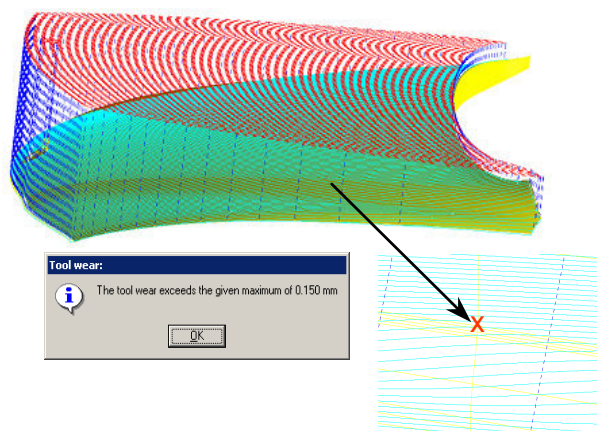 Tool wear:
The tool wear exceeds the given maximum of 0.150 mm
OK
X